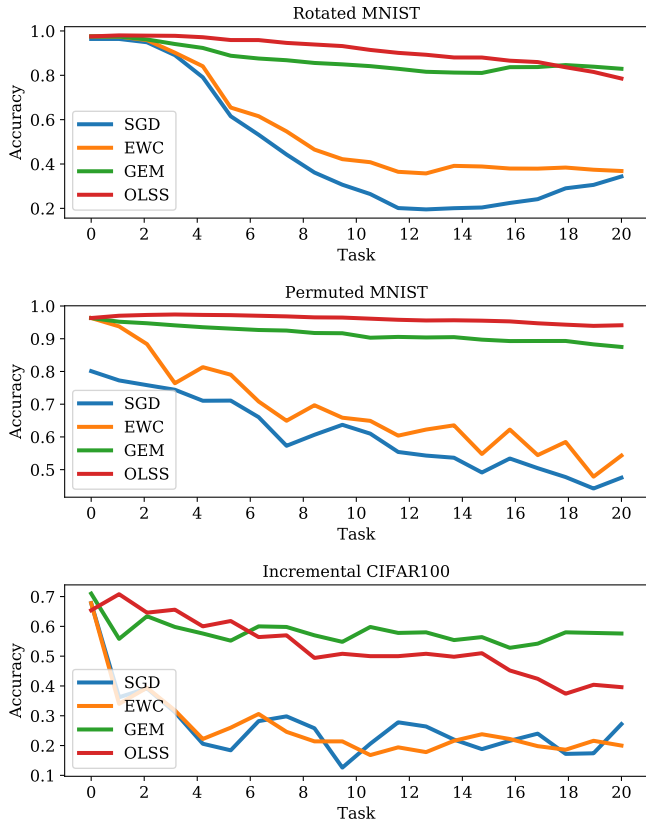 Rotated MNIST
1.0
0.8
0.6
0.4
0.2
Accuracy
SGD
EWC
GEM
OLSS
0 2 4 6 8 10 12 14 16 18 20
Task
Permuted MNIST
1.0
0.9
0.8
0.7
0.6
0.5
Accuracy
SGD
EWC
GEM
OLSS
0 2 4 6 8 10 12 14 16 18 20
Task
Incremental CIFAR100
0.7
0.6
0.5
0.4
0.3
0.2
0.1
Accuracy
SGD
EWC
GEM
OLSS
0 2 4 6 8 10 12 14 16 18 20
Task